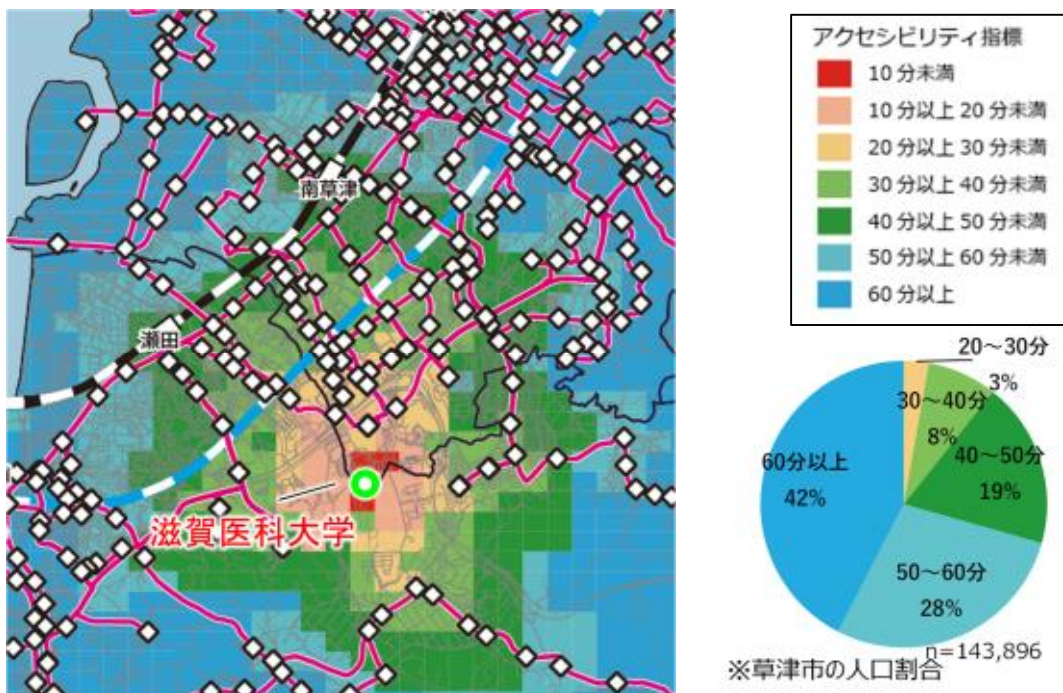 南草津
瀬田
滋賀医科大学
アクセシビリティ指標
10分未満
10分以上20分未満
20分以上30分未満
30分以上40分未満
40分以上50分未満
50分以上60分未満
60分以上
20～30分
3%
30～40分
8%
40～50分
19%
60分以上
42%
50～60分
28%
n=143,896
※草津市の人口割合